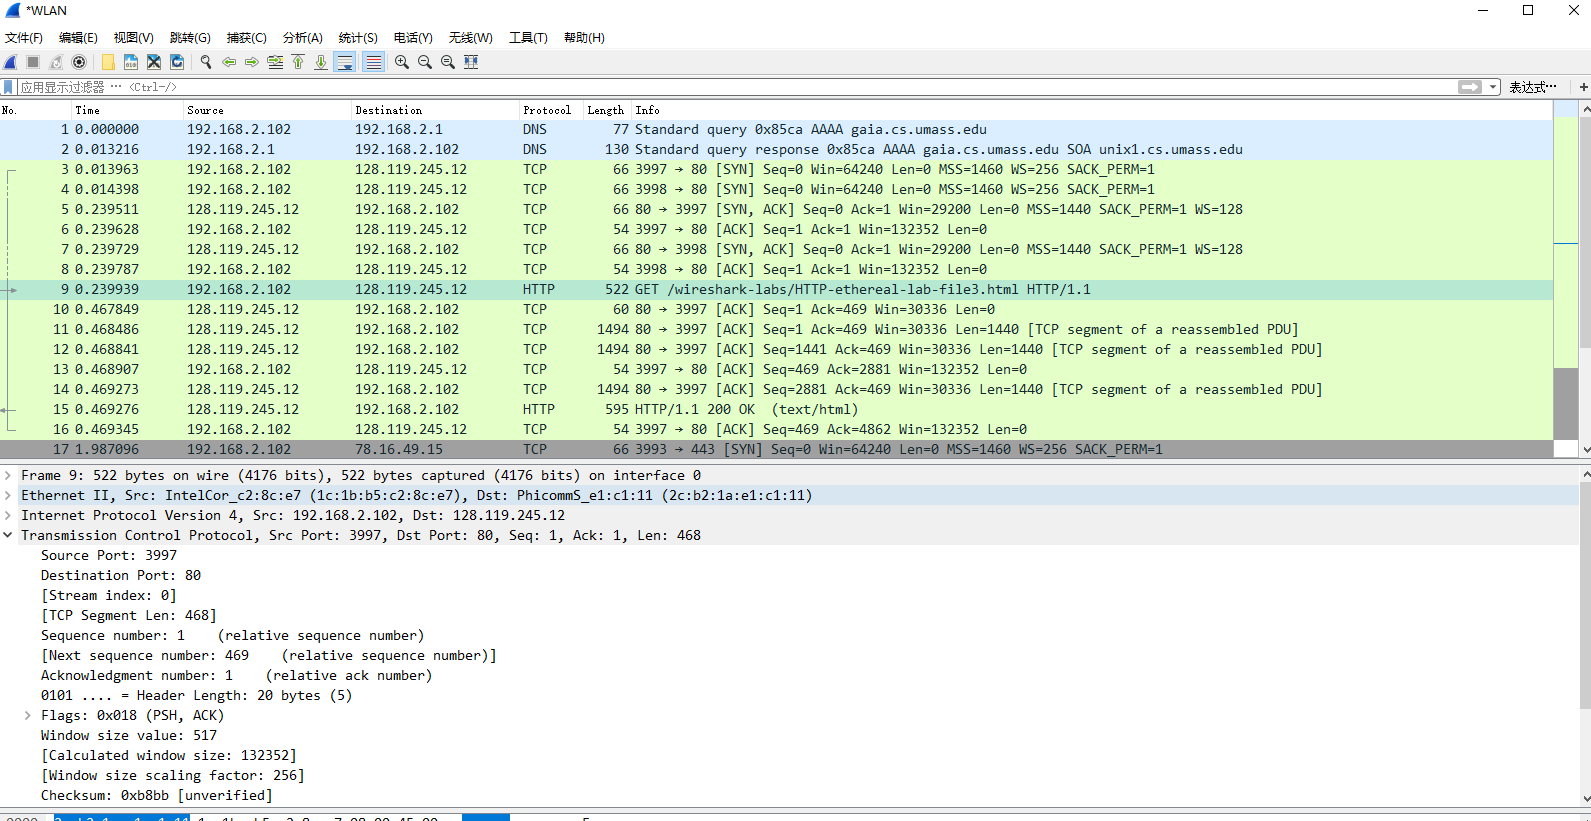 *WLAN
文件(F) 编辑(E) 视图(V) 跳转(G) 捕获(C) 分析(A) 统计(S) 电话(Y) 无线(W) 工具(T) 帮助(H)
应用显示过滤器 … <Ctrl-/> 表达式… +
No. Time Source Destination Protocol Length Info
1 0.000000 192.168.2.102 192.168.2.1 DNS 77 Standard query 0x85ca AAAA gaia.cs.umass.edu
2 0.013216 192.168.2.1 192.168.2.102 DNS 130 Standard query response 0x85ca AAAA gaia.cs.umass.edu SOA unix1.cs.umass.edu
3 0.013963 192.168.2.102 128.119.245.12 TCP 66 3997 → 80 [SYN] Seq=0 Win=64240 Len=0 MSS=1460 WS=256 SACK_PERM=1
4 0.014398 192.168.2.102 128.119.245.12 TCP 66 3998 → 80 [SYN] Seq=0 Win=64240 Len=0 MSS=1460 WS=256 SACK_PERM=1
5 0.239511 128.119.245.12 192.168.2.102 TCP 66 80 → 3997 [SYN, ACK] Seq=0 Ack=1 Win=29200 Len=0 MSS=1440 SACK_PERM=1 WS=128
6 0.239628 192.168.2.102 128.119.245.12 TCP 54 3997 → 80 [ACK] Seq=1 Ack=1 Win=132352 Len=0
7 0.239729 128.119.245.12 192.168.2.102 TCP 66 80 → 3998 [SYN, ACK] Seq=0 Ack=1 Win=29200 Len=0 MSS=1440 SACK_PERM=1 WS=128
8 0.239787 192.168.2.102 128.119.245.12 TCP 54 3998 → 80 [ACK] Seq=1 Ack=1 Win=132352 Len=0
9 0.239939 192.168.2.102 128.119.245.12 HTTP 522 GET /wireshark-labs/HTTP-ethereal-lab-file3.html HTTP/1.1
10 0.467849 128.119.245.12 192.168.2.102 TCP 60 80 → 3997 [ACK] Seq=1 Ack=469 Win=30336 Len=0
11 0.468486 128.119.245.12 192.168.2.102 TCP 1494 80 → 3997 [ACK] Seq=1 Ack=469 Win=30336 Len=1440 [TCP segment of a reassembled PDU]
12 0.468841 128.119.245.12 192.168.2.102 TCP 1494 80 → 3997 [ACK] Seq=1441 Ack=469 Win=30336 Len=1440 [TCP segment of a reassembled PDU]
13 0.468907 192.168.2.102 128.119.245.12 TCP 54 3997 → 80 [ACK] Seq=469 Ack=2881 Win=132352 Len=0
14 0.469273 128.119.245.12 192.168.2.102 TCP 1494 80 → 3997 [ACK] Seq=2881 Ack=469 Win=30336 Len=1440 [TCP segment of a reassembled PDU]
15 0.469276 128.119.245.12 192.168.2.102 HTTP 595 HTTP/1.1 200 OK (text/html)
16 0.469345 192.168.2.102 128.119.245.12 TCP 54 3997 → 80 [ACK] Seq=469 Ack=4862 Win=132352 Len=0
17 1.987096 192.168.2.102 78.16.49.15 TCP 66 3993 → 443 [SYN] Seq=0 Win=64240 Len=0 MSS=1460 WS=256 SACK_PERM=1
Frame 9: 522 bytes on wire (4176 bits), 522 bytes captured (4176 bits) on interface 0
Ethernet II, Src: IntelCor_c2:8c:e7 (1c:1b:b5:c2:8c:e7), Dst: PhicommS_e1:c1:11 (2c:b2:1a:e1:c1:11)
Internet Protocol Version 4, Src: 192.168.2.102, Dst: 128.119.245.12
Transmission Control Protocol, Src Port: 3997, Dst Port: 80, Seq: 1, Ack: 1, Len: 468
Source Port: 3997
Destination Port: 80
[Stream index: 0]
[TCP Segment Len: 468]
Sequence number: 1 (relative sequence number)
[Next sequence number: 469 (relative sequence number)]
Acknowledgment number: 1 (relative ack number)
0101 .... = Header Length: 20 bytes (5)
Flags: 0x018 (PSH, ACK)
Window size value: 517
[Calculated window size: 132352]
[Window size scaling factor: 256]
Checksum: 0xb8bb [unverified]